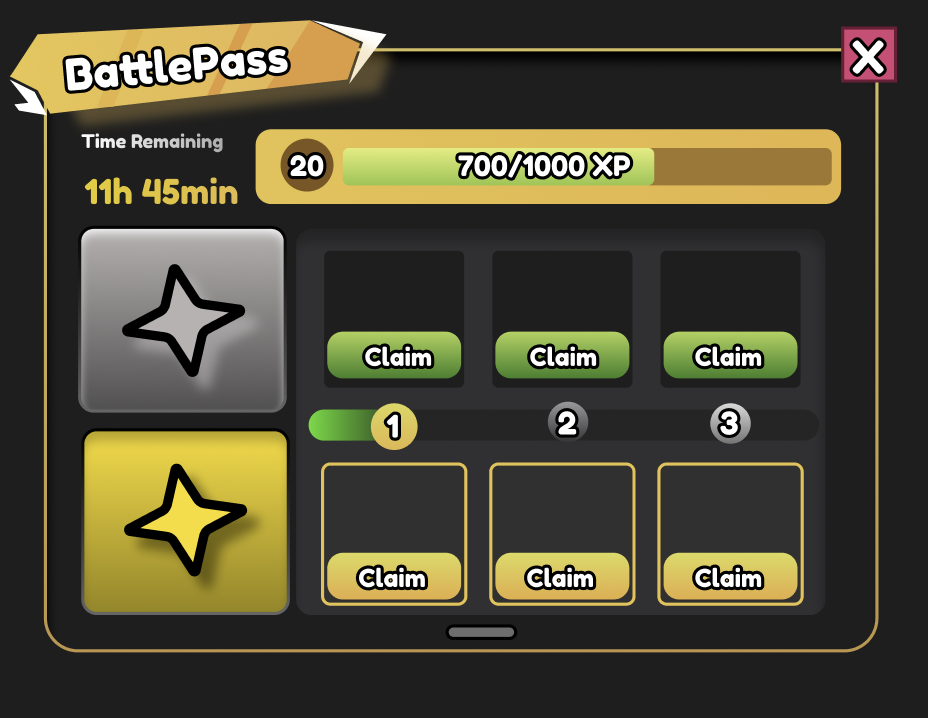 BattlePass
X
Time Remaining
11h 45min
20
700/1000 XP
Claim
Claim
Claim
1
2
3
Claim
Claim
Claim